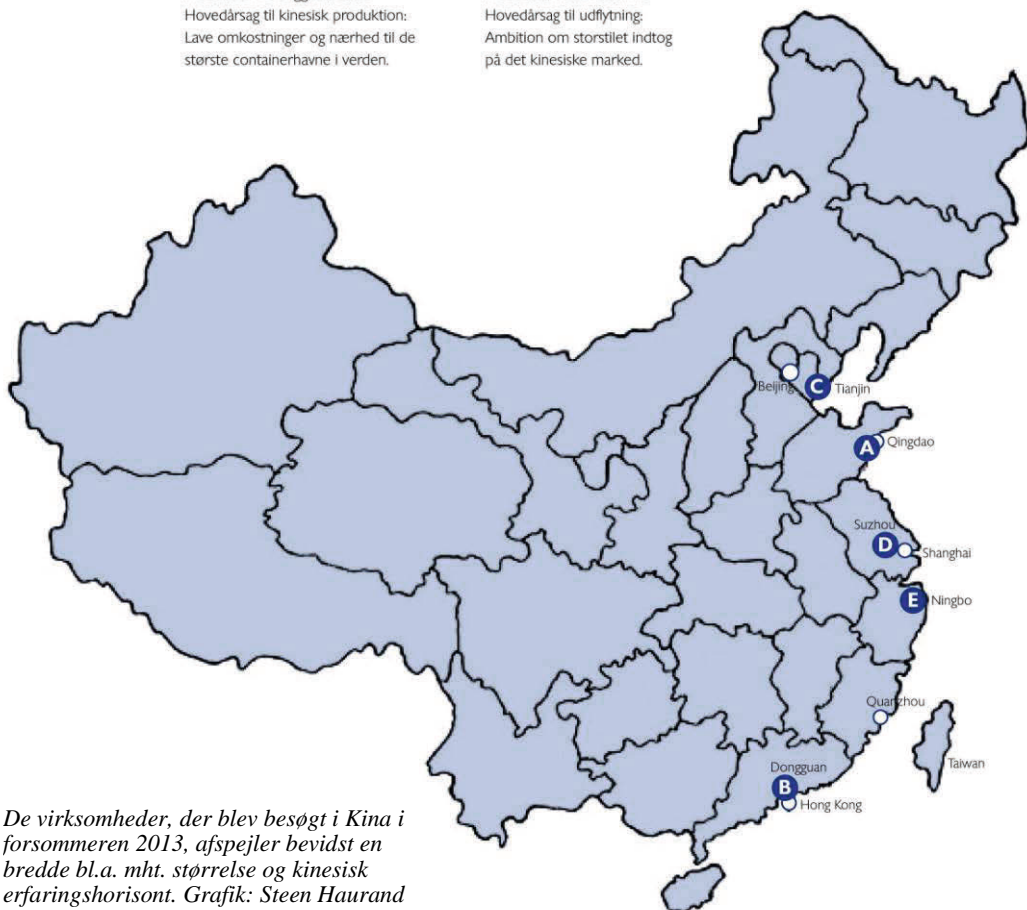 Hovedårsag til kinesisk produktion:
Lave omkostninger og nærhed til de
største containerhavne i verden.
Hovedårsag til udflytning:
Ambition om storstilet indtog
på det kinesiske marked.
Beijing
C
Tianjin
A
Qingdao
Suzhou
D
Shanghai
E
Ningbo
Quanzhou
Taiwan
Dongguan
B
Hong Kong
De virksomheder, der blev besøgt i Kina i
forsommeren 2013, afspejler bevidst en
bredde bl.a. mht. størrelse og kinesisk
erfaringshorisont. Grafik: Steen Haurand